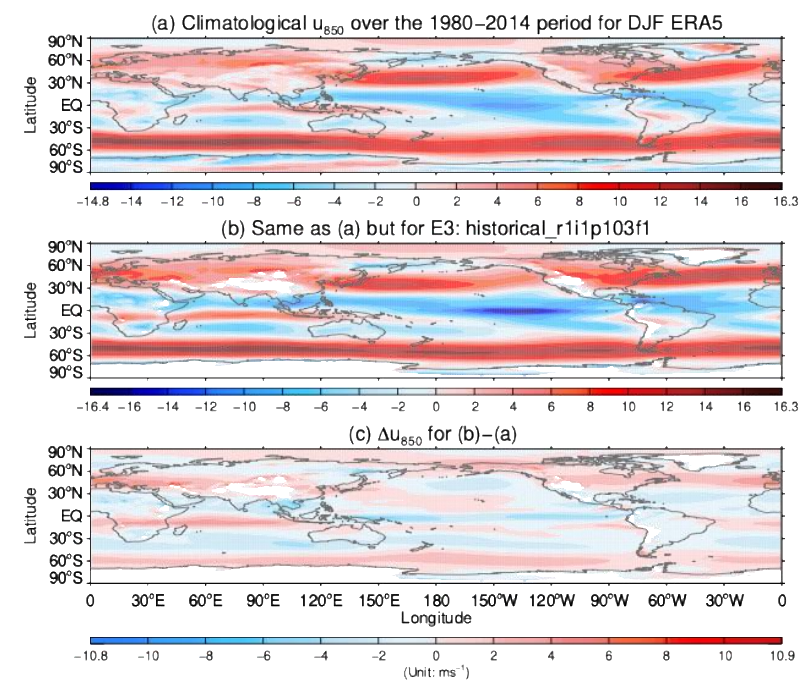 (a) Climatological u850 over the 1980−2014 period for DJF ERA5
90°N
60°N
30°N
EQ
30°S
60°S
90°S
Latitude
−14.8 −14 −12 −10 −8 −6 −4 −2 0 2 4 6 8 10 12 14 16 16.3
(b) Same as (a) but for E3: historical_r1i1p103f1
90°N
60°N
30°N
EQ
30°S
60°S
90°S
Latitude
−16.4 −16 −14 −12 −10 −8 −6 −4 −2 0 2 4 6 8 10 12 14 16 16.3
(c) Δu850 for (b)−(a)
90°N
60°N
30°N
EQ
30°S
60°S
90°S
Latitude
0 30°E 60°E 90°E 120°E 150°E 180 150°W 120°W 90°W 60°W 30°W 0
Longitude
−10.8 −10 −8 −6 −4 −2 0 2 4 6 8 10 10.9
(Unit: ms⁻¹)